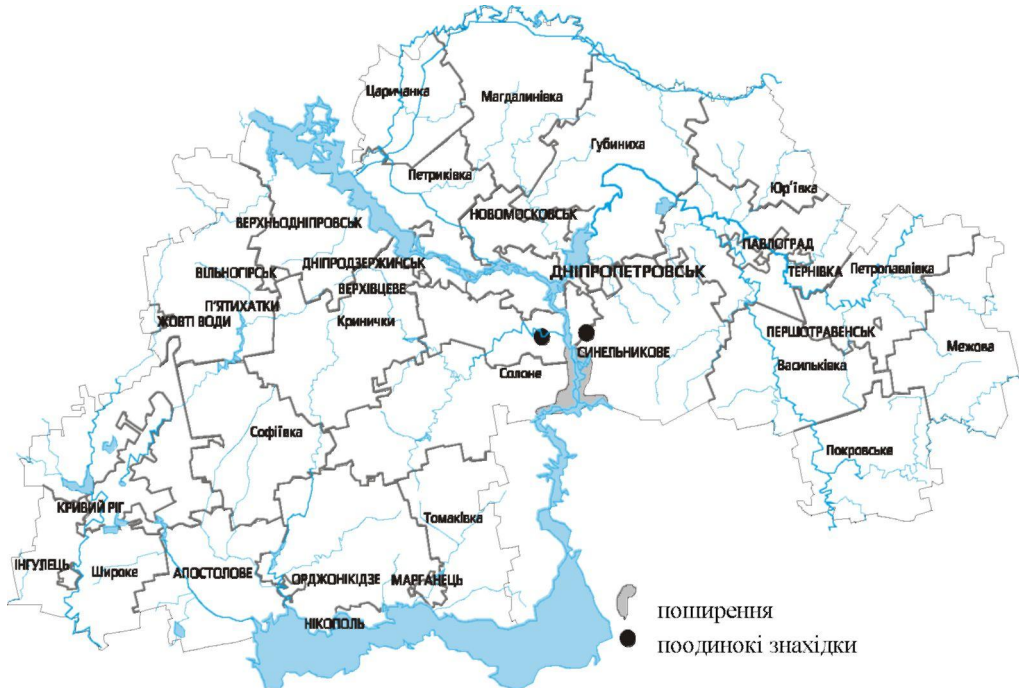 Царичанка
Магдалинівка
Губиниха
Петриківка
Юр'ївка
НОВОМОСКОВСЬК
ВЕРХНЬОДНІПРОВСЬК
ПАВЛОГРАД
ДНІПРОДЗЕРЖИНСЬК
ДНІПРОПЕТРОВСЬК
ТЕРНІВКА
Петропавлівка
ВІЛЬНОГІРСЬК
ВЕРХІВЦЕВЕ
П'ЯТИХАТКИ
ЖОВТІ ВОДИ
Кринички
ПЕРШОТРАВЕНСЬК
Межова
СИНЕЛЬНИКОВЕ
Солоне
Васильківка
Софіївка
Покровське
КРИВИЙ РІГ
Томаківка
ІНГУЛЕЦЬ
Широке
АПОСТОЛОВЕ
ОРДЖОНІКІДЗЕ
МАРГАНЕЦЬ
НІКОПОЛЬ
поширення
поодинокі знахідки